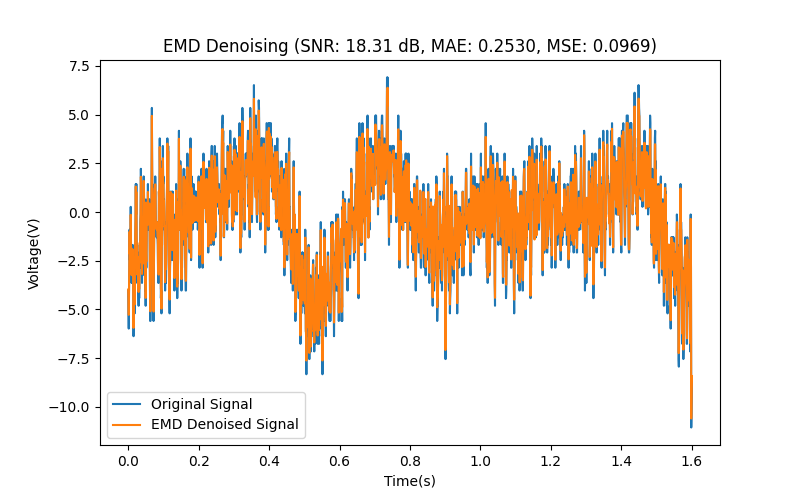 EMD Denoising (SNR: 18.31 dB, MAE: 0.2530, MSE: 0.0969)
7.5
5.0
2.5
0.0
−2.5
−5.0
−7.5
−10.0
Voltage(V)
Original Signal
EMD Denoised Signal
0.0 0.2 0.4 0.6 0.8 1.0 1.2 1.4 1.6
Time(s)